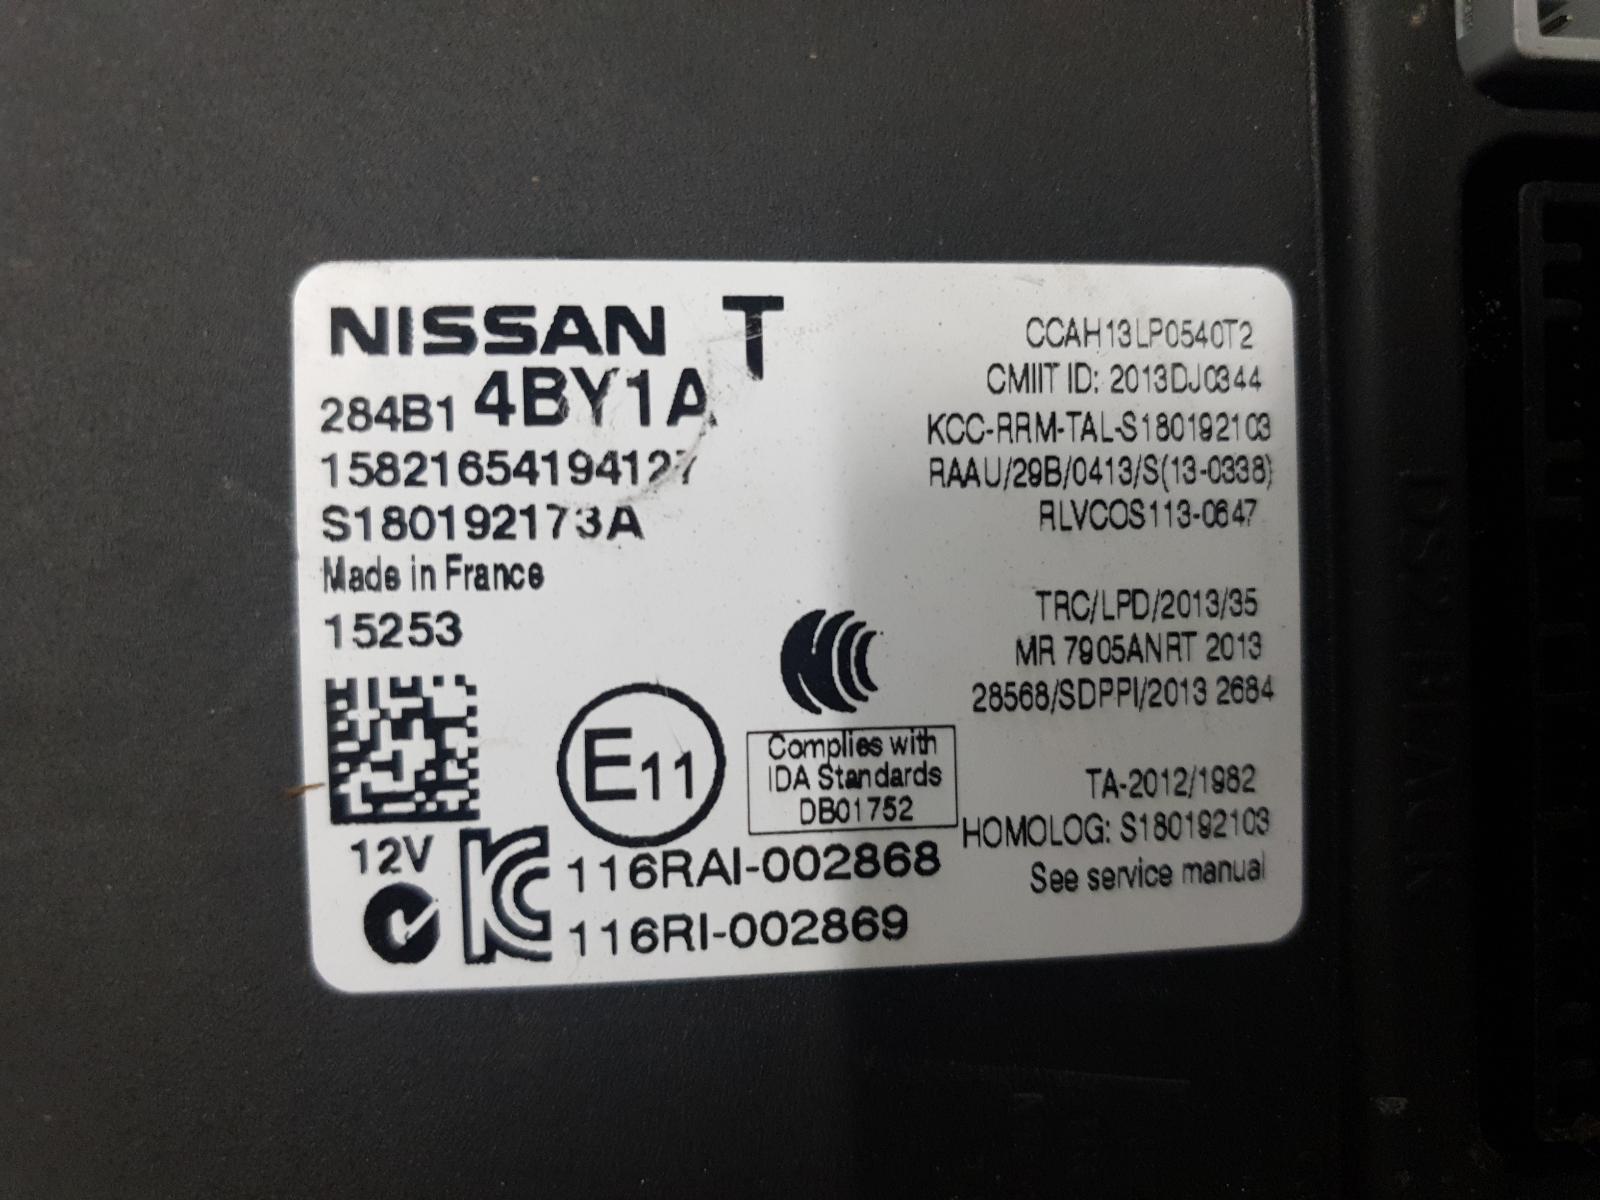 NISSAN T
284B1 4BY1A
15821654194127
S180192173A
Made in France
15253
12V
E11
Complies with
IDA Standards
DB01752
116RAI-002868
116RI-002869
CCAH13LP0540T2
CMIIT ID: 2013DJ0344
KCC-RRM-TAL-S180192103
RAAU/29B/0413/S(13-0338)
RLVCOS113-0647
TRC/LPD/2013/35
MR 7905ANRT 2013
28568/SDPPI/2013 2684
TA-2012/1982
HOMOLOG: S180192103
See service manual